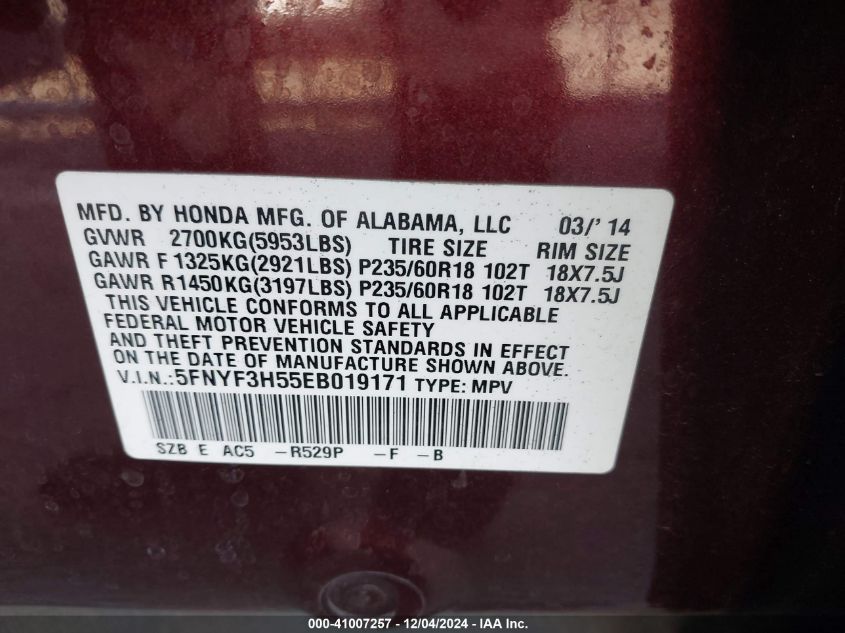 MFD. BY HONDA MFG. OF ALABAMA, LLC 03/' 14
GVWR 2700KG(5953LBS) TIRE SIZE RIM SIZE
GAWR F 1325KG(2921LBS) P235/60R18 102T 18X7.5J
GAWR R1450KG(3197LBS) P235/60R18 102T 18X7.5J
THIS VEHICLE CONFORMS TO ALL APPLICABLE
FEDERAL MOTOR VEHICLE SAFETY
AND THEFT PREVENTION STANDARDS IN EFFECT
ON THE DATE OF MANUFACTURE SHOWN ABOVE.
V.I.N.:5FNYF3H55EB019171 TYPE: MPV
SZB E AC5 -R529P -F -B
000-41007257 - 12/04/2024 - IAA Inc.